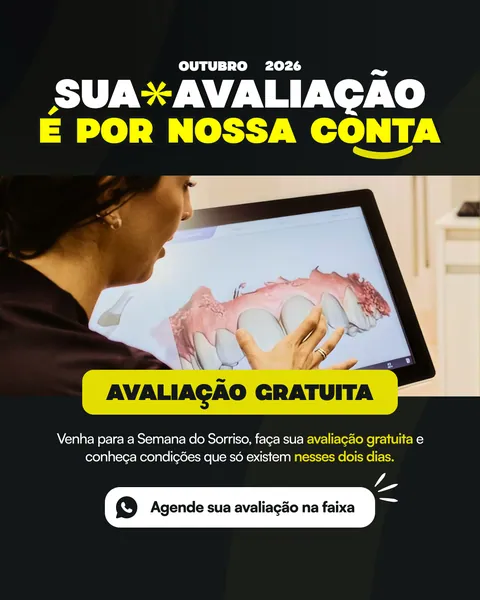 OUTUBRO 2026
SUA*AVALIAÇÃO
É POR NOSSA CONTA
AVALIAÇÃO GRATUITA
Venha para a Semana do Sorriso, faça sua avaliação gratuita e
conheça condições que só existem nesses dois dias.
Agende sua avaliação na faixa